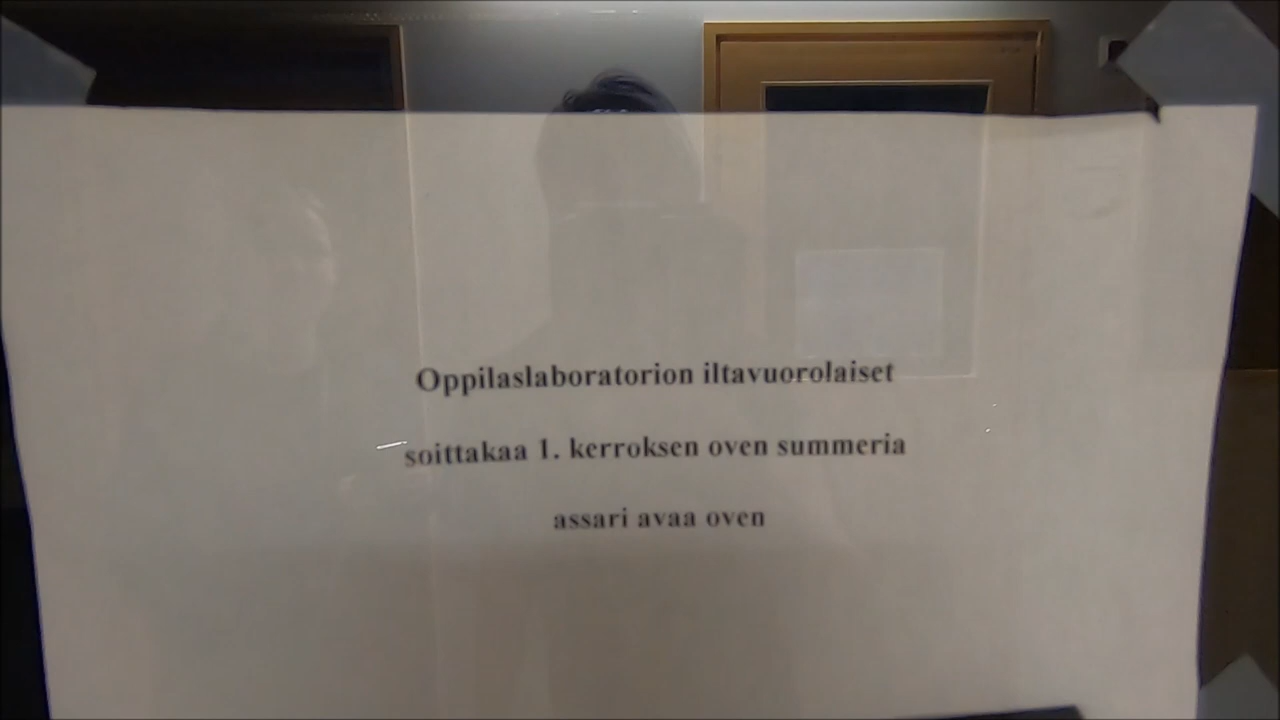 Oppilaslaboratorion iltavuorolaiset
soittakaa 1. kerroksen oven summeria
assari avaa oven